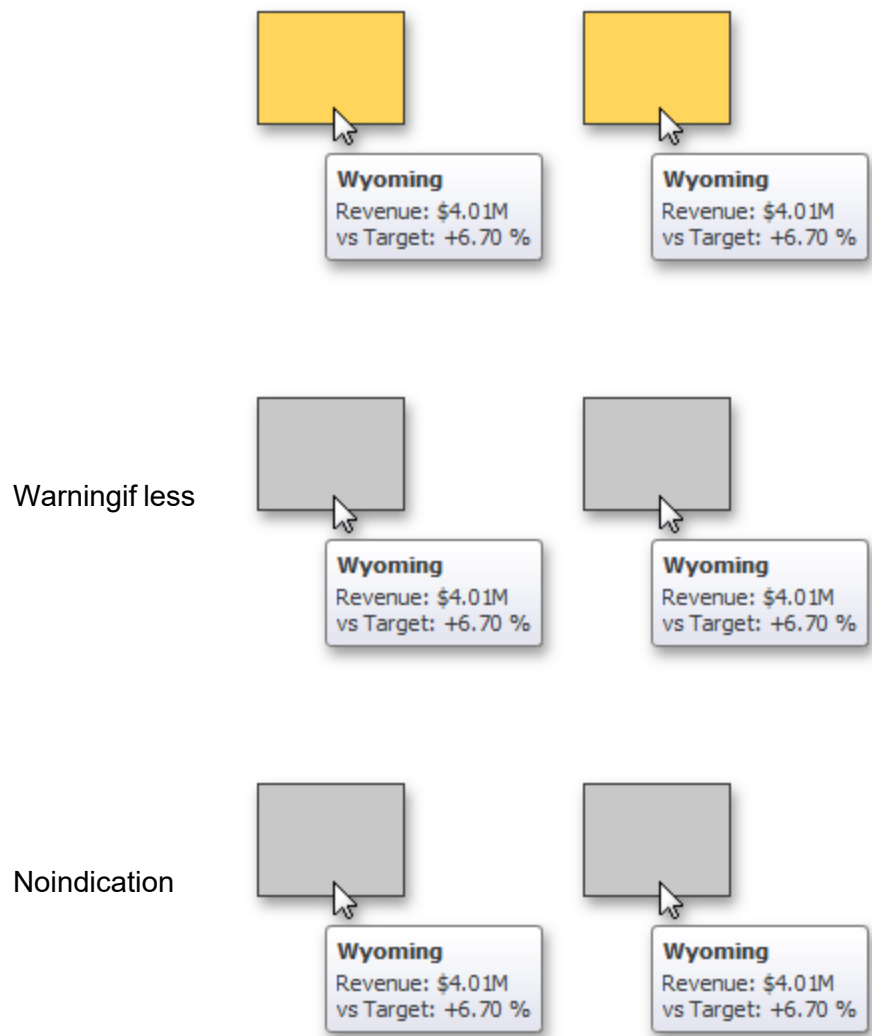 Wyoming
Revenue: $4.01M
vs Target: +6.70 %
Wyoming
Revenue: $4.01M
vs Target: +6.70 %
Warningif less
Wyoming
Revenue: $4.01M
vs Target: +6.70 %
Wyoming
Revenue: $4.01M
vs Target: +6.70 %
Noindication
Wyoming
Revenue: $4.01M
vs Target: +6.70 %
Wyoming
Revenue: $4.01M
vs Target: +6.70 %